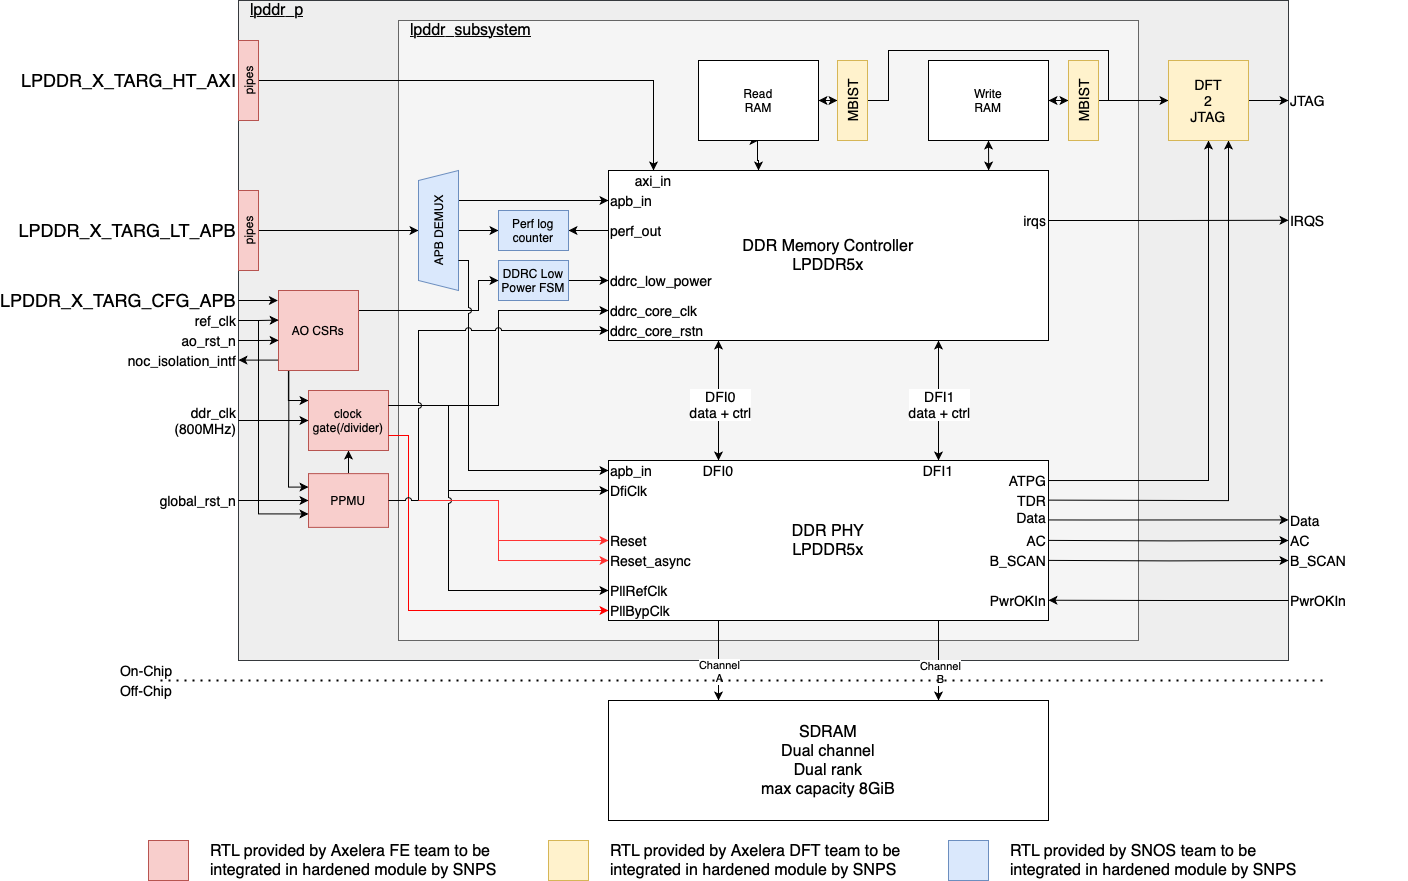 lpddr_p
lpddr_subsystem
LPDDR_X_TARG_HT_AXI
pipes
Read
RAM
MBIST
Write
RAM
MBIST
DFT
2
JTAG
JTAG
LPDDR_X_TARG_LT_APB
pipes
APB DEMUX
Perf log
counter
DDRC Low
Power FSM
axi_in
apb_in
perf_out
ddrc_low_power
ddrc_core_clk
ddrc_core_rstn
DDR Memory Controller
LPDDR5x
irqs
IRQS
LPDDR_X_TARG_CFG_APB
ref_clk
ao_rst_n
noc_isolation_intf
AO CSRs
ddr_clk
(800MHz)
clock
gate(/divider)
global_rst_n
PPMU
DFI0
data + ctrl
DFI1
data + ctrl
apb_in
DfiClk
Reset
Reset_async
PllRefClk
PllBypClk
DFI0
DFI1
DDR PHY
LPDDR5x
ATPG
TDR
Data
AC
B_SCAN
PwrOKIn
Data
AC
B_SCAN
PwrOKIn
On-Chip
Off-Chip
Channel
A
Channel
B
SDRAM
Dual channel
Dual rank
max capacity 8GiB
RTL provided by Axelera FE team to be
integrated in hardened module by SNPS
RTL provided by Axelera DFT team to be
integrated in hardened module by SNPS
RTL provided by SNOS team to be
integrated in hardened module by SNPS